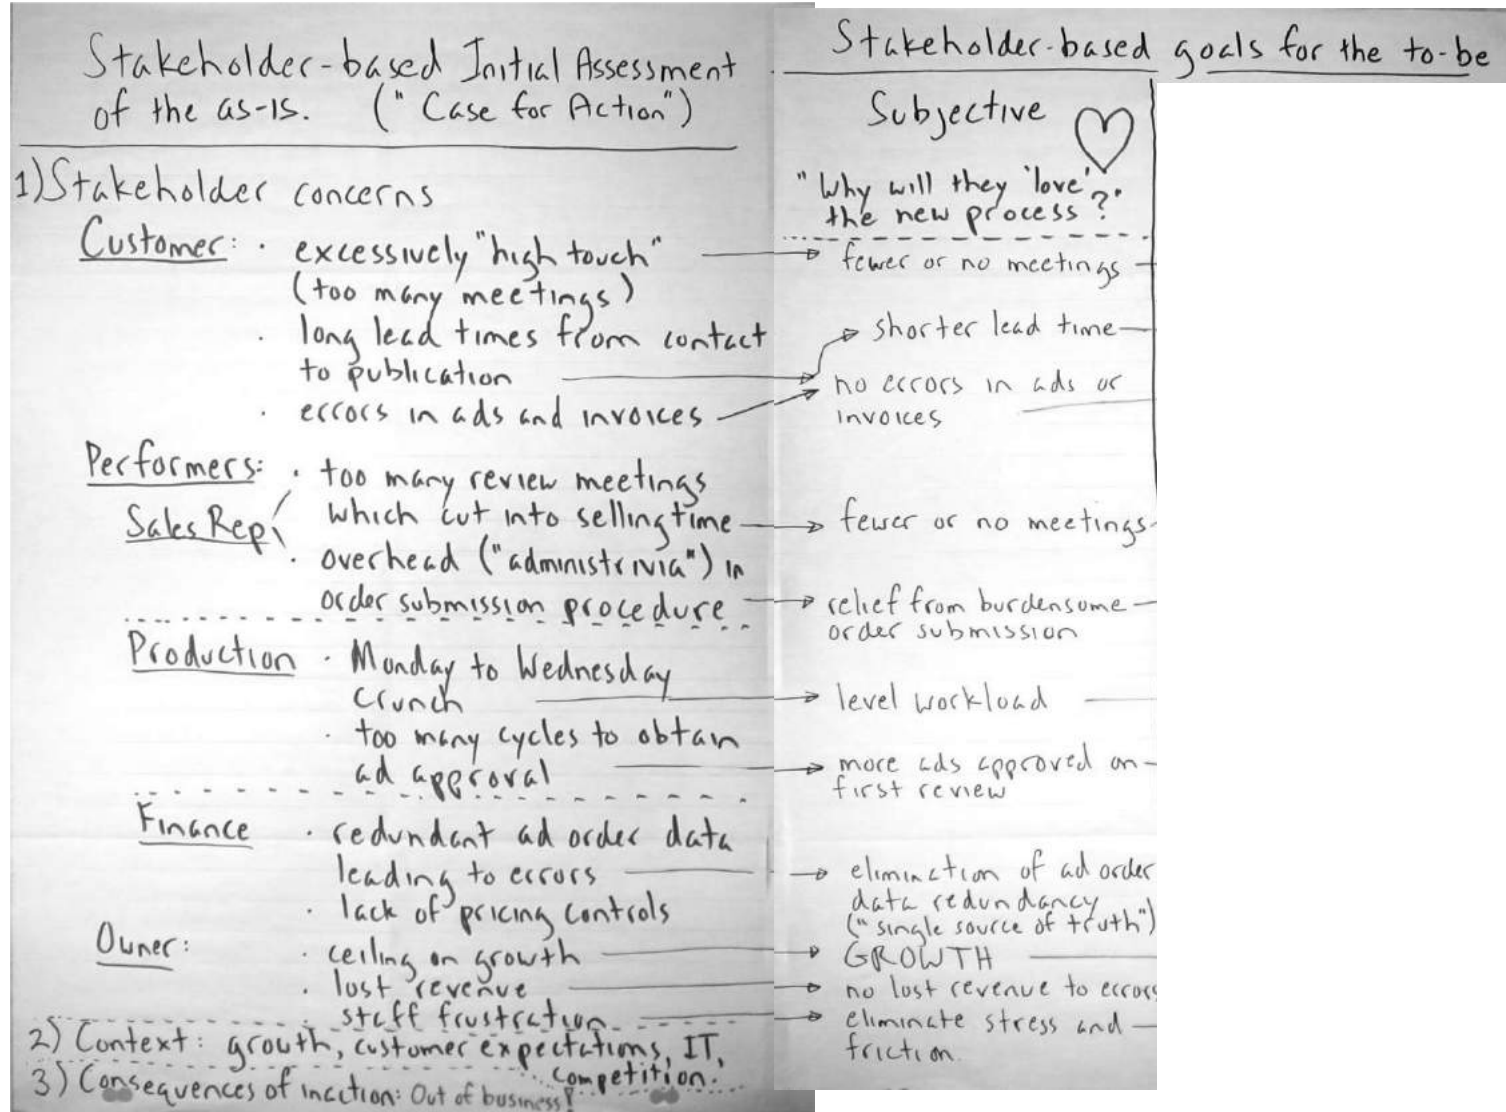 Stakeholder-based Initial Assessment
of the as-is. ("Case for Action")
1) Stakeholder concerns
Customer: · excessively "high touch"
(too many meetings)
· long lead times from contact
to publication
· errors in ads and invoices
Performers: · too many review meetings
Sales Rep which cut into selling time
· overhead ("administrivia") in
order submission procedure
Production · Monday to Wednesday
crunch
· too many cycles to obtain
ad approval
Finance · redundant ad order data
leading to errors
· lack of pricing controls
Owner: · ceiling on growth
· lost revenue
· staff frustration
2) Context: growth, customer expectations, IT,
competition.
3) Consequences of inaction: Out of business!
Stakeholder-based goals for the to-be
Subjective
"Why will they 'love'
the new process?"
fewer or no meetings
shorter lead time
no errors in ads or
invoices
fewer or no meetings
relief from burdensome
order submission
level workload
more ads approved on
first review
elimination of ad order
data redundancy
("single source of truth")
GROWTH
no lost revenue to errors
eliminate stress and
friction.